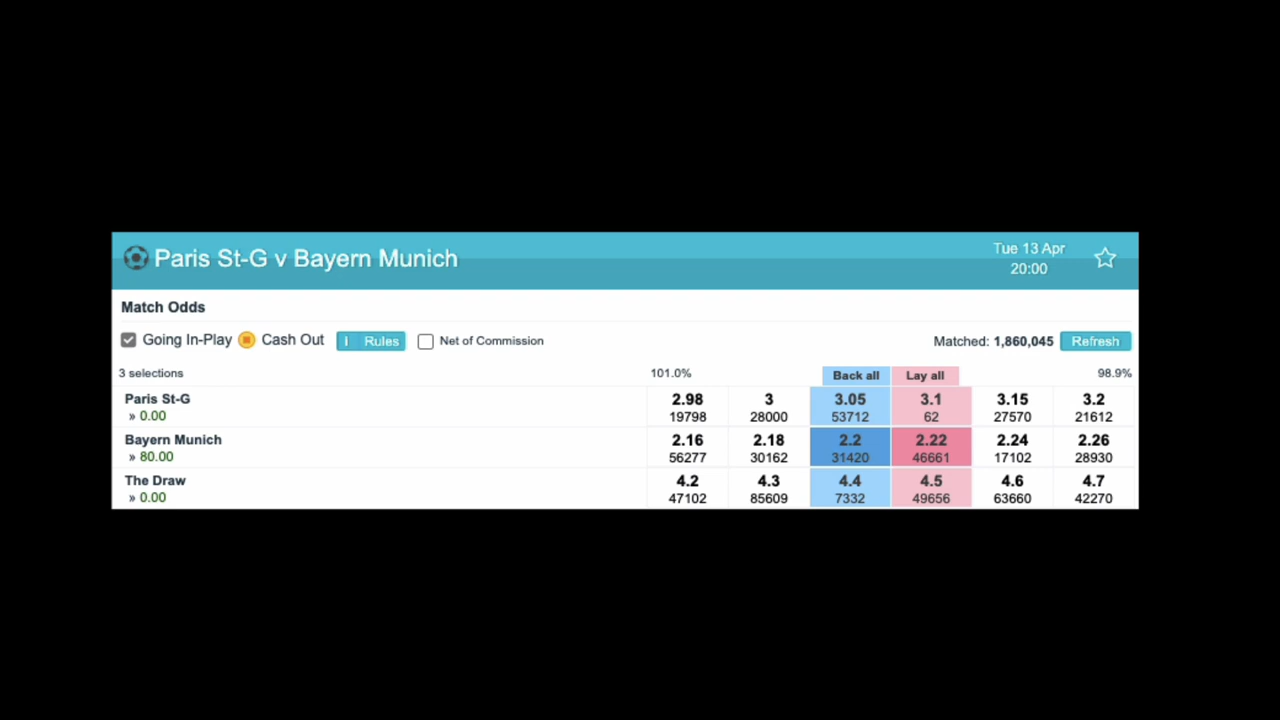 Paris St-G v Bayern Munich
Tue 13 Apr
20:00
Match Odds
Going In-Play Cash Out i Rules Net of Commission Matched: 1,860,045 Refresh
3 selections 101.0% Back all Lay all 98.9%
Paris St-G 2.98 3 3.05 3.1 3.15 3.2
» 0.00 19798 28000 53712 62 27570 21612
Bayern Munich 2.16 2.18 2.2 2.22 2.24 2.26
» 80.00 56277 30162 31420 46661 17102 28930
The Draw 4.2 4.3 4.4 4.5 4.6 4.7
» 0.00 47102 85609 7332 49656 63660 42270